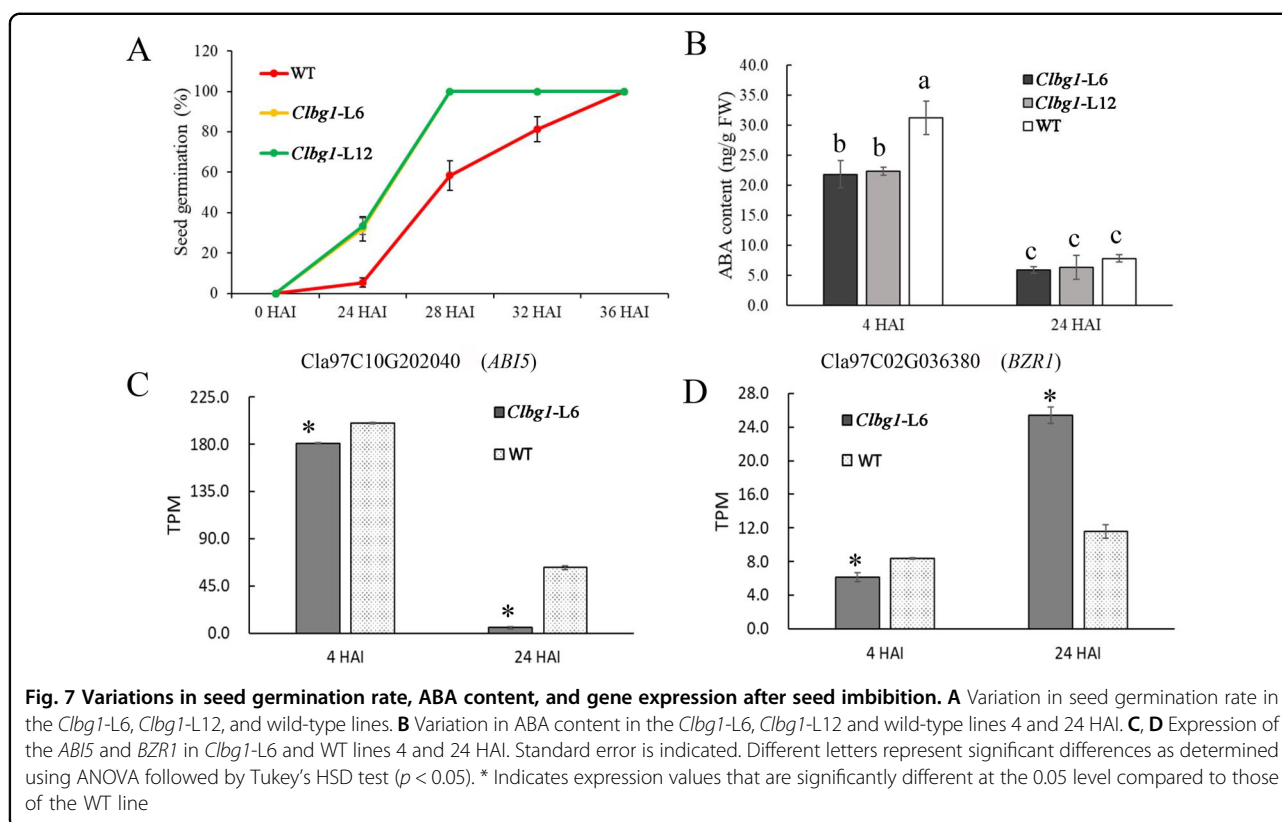 A
120
100
80
60
40
20
0
Seed germination (%)
WT
Clbg1-L6
Clbg1-L12
0 HAI 24 HAI 28 HAI 32 HAI 36 HAI
B
40.0
35.0
30.0
25.0
20.0
15.0
10.0
5.0
0.0
ABA content (ng/g FW)
Clbg1-L6
Clbg1-L12
WT
b b a
c c c
4 HAI 24 HAI
C
Cla97C10G202040 (ABI5)
225.0
180.0
135.0
90.0
45.0
0.0
TPM
Clbg1-L6
WT
* *
4 HAI 24 HAI
D
Cla97C02G036380 (BZR1)
28.0
24.0
20.0
16.0
12.0
8.0
4.0
0.0
TPM
Clbg1-L6
WT
* *
4 HAI 24 HAI
Fig. 7 Variations in seed germination rate, ABA content, and gene expression after seed imbibition. A Variation in seed germination rate in
the Clbg1-L6, Clbg1-L12, and wild-type lines. B Variation in ABA content in the Clbg1-L6, Clbg1-L12 and wild-type lines 4 and 24 HAI. C, D Expression of
the ABI5 and BZR1 in Clbg1-L6 and WT lines 4 and 24 HAI. Standard error is indicated. Different letters represent significant differences as determined
using ANOVA followed by Tukey's HSD test (p < 0.05). * Indicates expression values that are significantly different at the 0.05 level compared to those
of the WT line